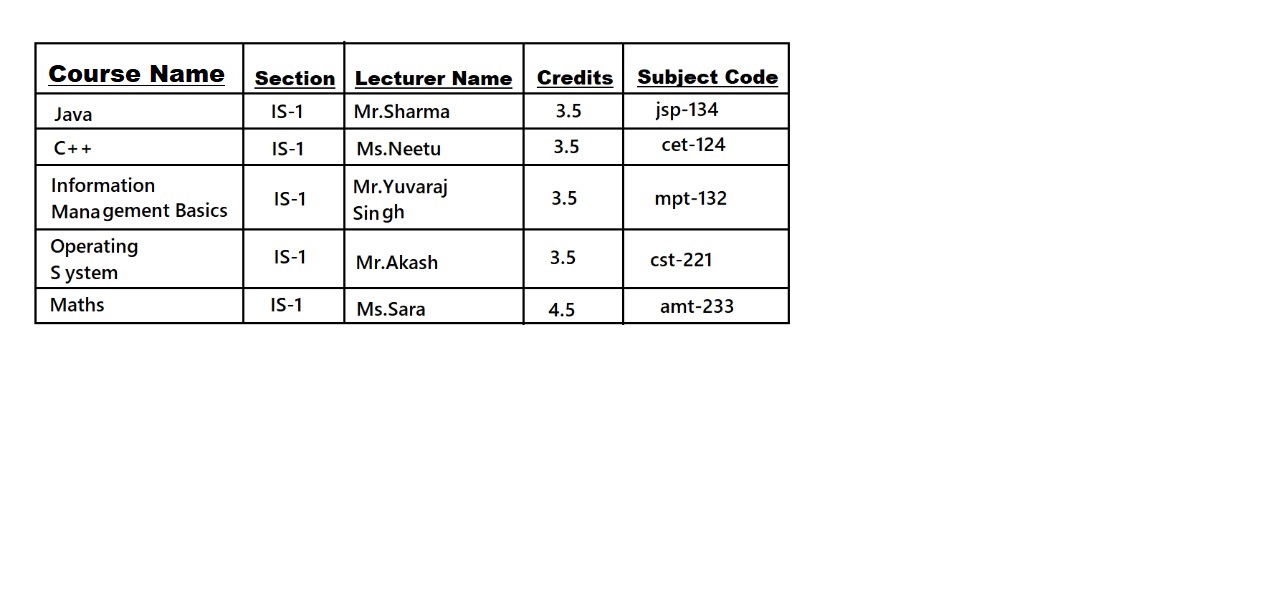 Course Name Section Lecturer Name Credits Subject Code
Java IS-1 Mr.Sharma 3.5 jsp-134
C++ IS-1 Ms.Neetu 3.5 cet-124
Information
Management Basics IS-1 Mr.Yuvaraj
Singh 3.5 mpt-132
Operating
S ystem IS-1 Mr.Akash 3.5 cst-221
Maths IS-1 Ms.Sara 4.5 amt-233